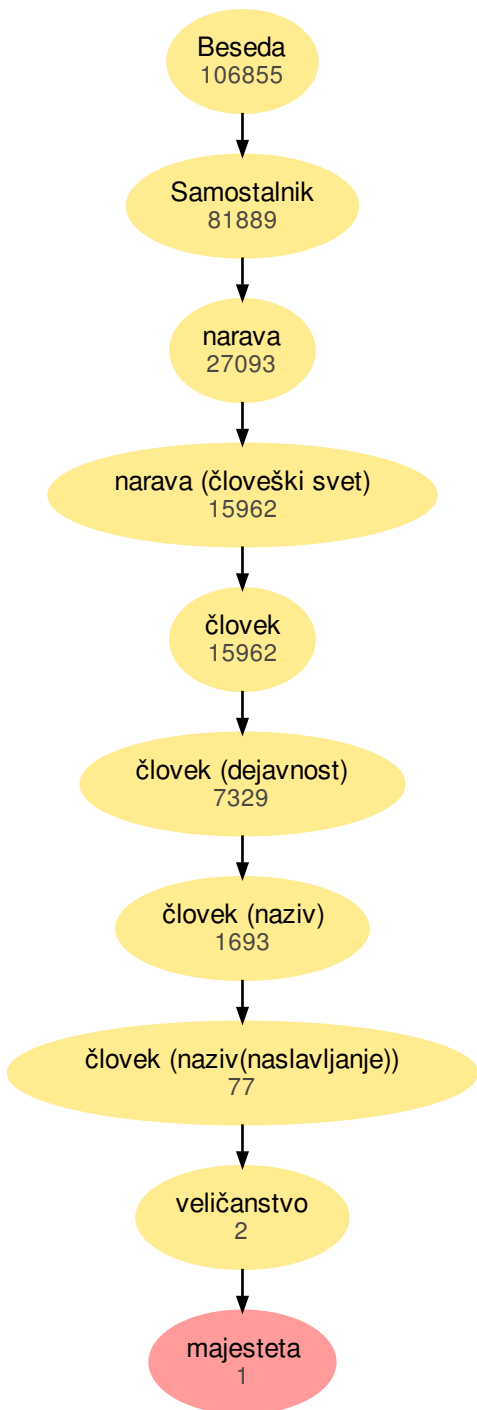 Beseda
106855
Samostalnik
81889
narava
27093
narava (človeški svet)
15962
človek
15962
človek (dejavnost)
7329
človek (naziv)
1693
človek (naziv(naslavljanje))
77
veličanstvo
2
majesteta
1